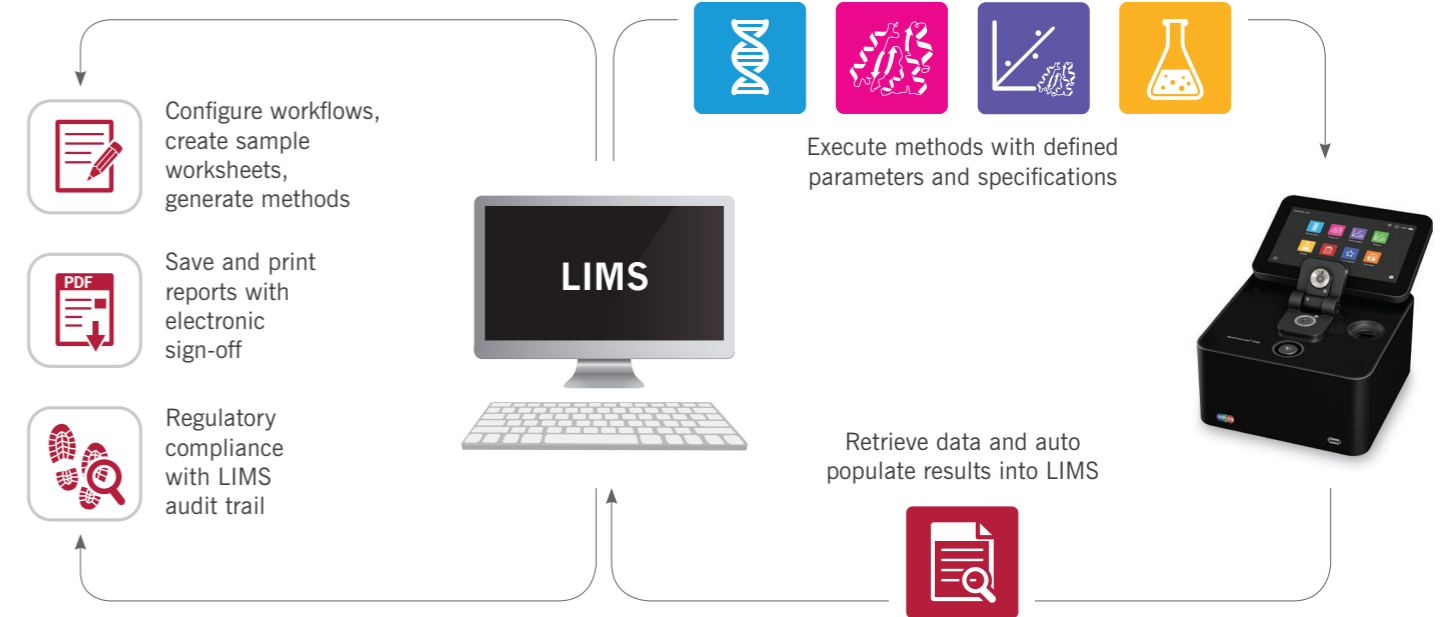 Configure workflows,
create sample
worksheets,
generate methods
PDF
Save and print
reports with
electronic
sign-off
Regulatory
compliance
with LIMS
audit trail
LIMS
Execute methods with defined
parameters and specifications
Retrieve data and auto
populate results into LIMS